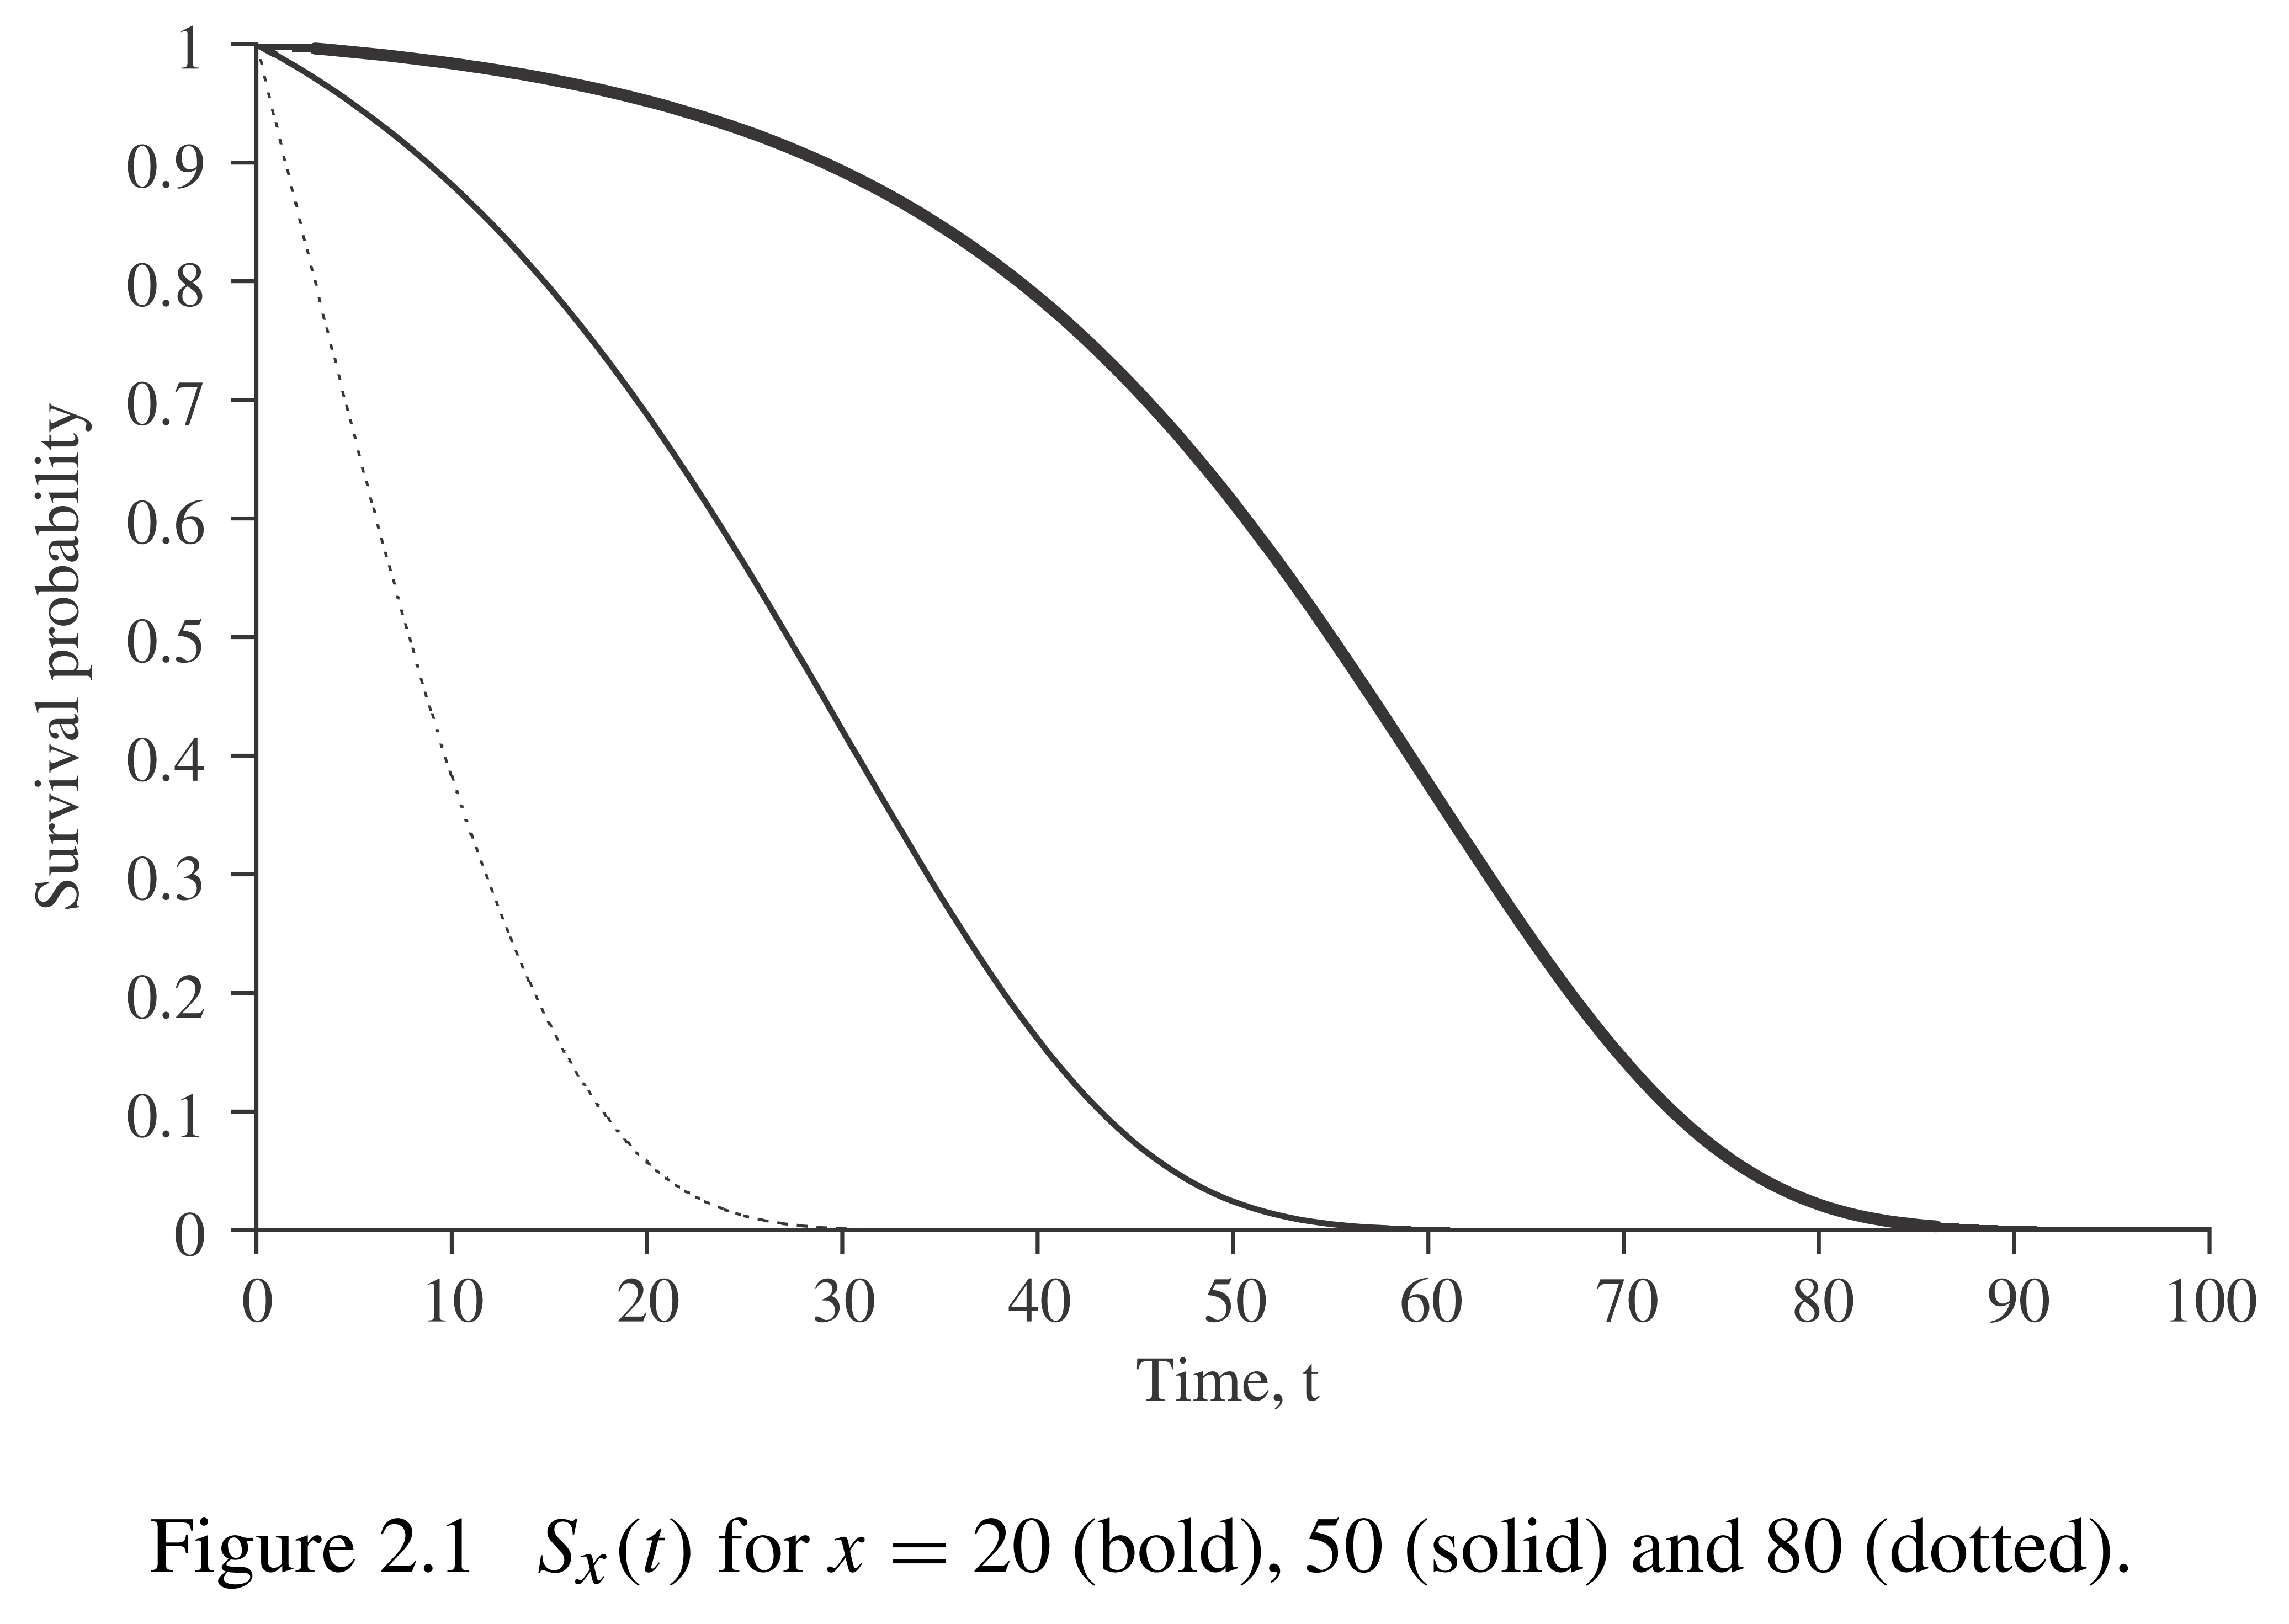 1
0.9
0.8
0.7
0.6
0.5
0.4
0.3
0.2
0.1
0
Survival probability
0 10 20 30 40 50 60 70 80 90 100
Time, t
Figure 2.1 Sₓ(t) for x = 20 (bold), 50 (solid) and 80 (dotted).